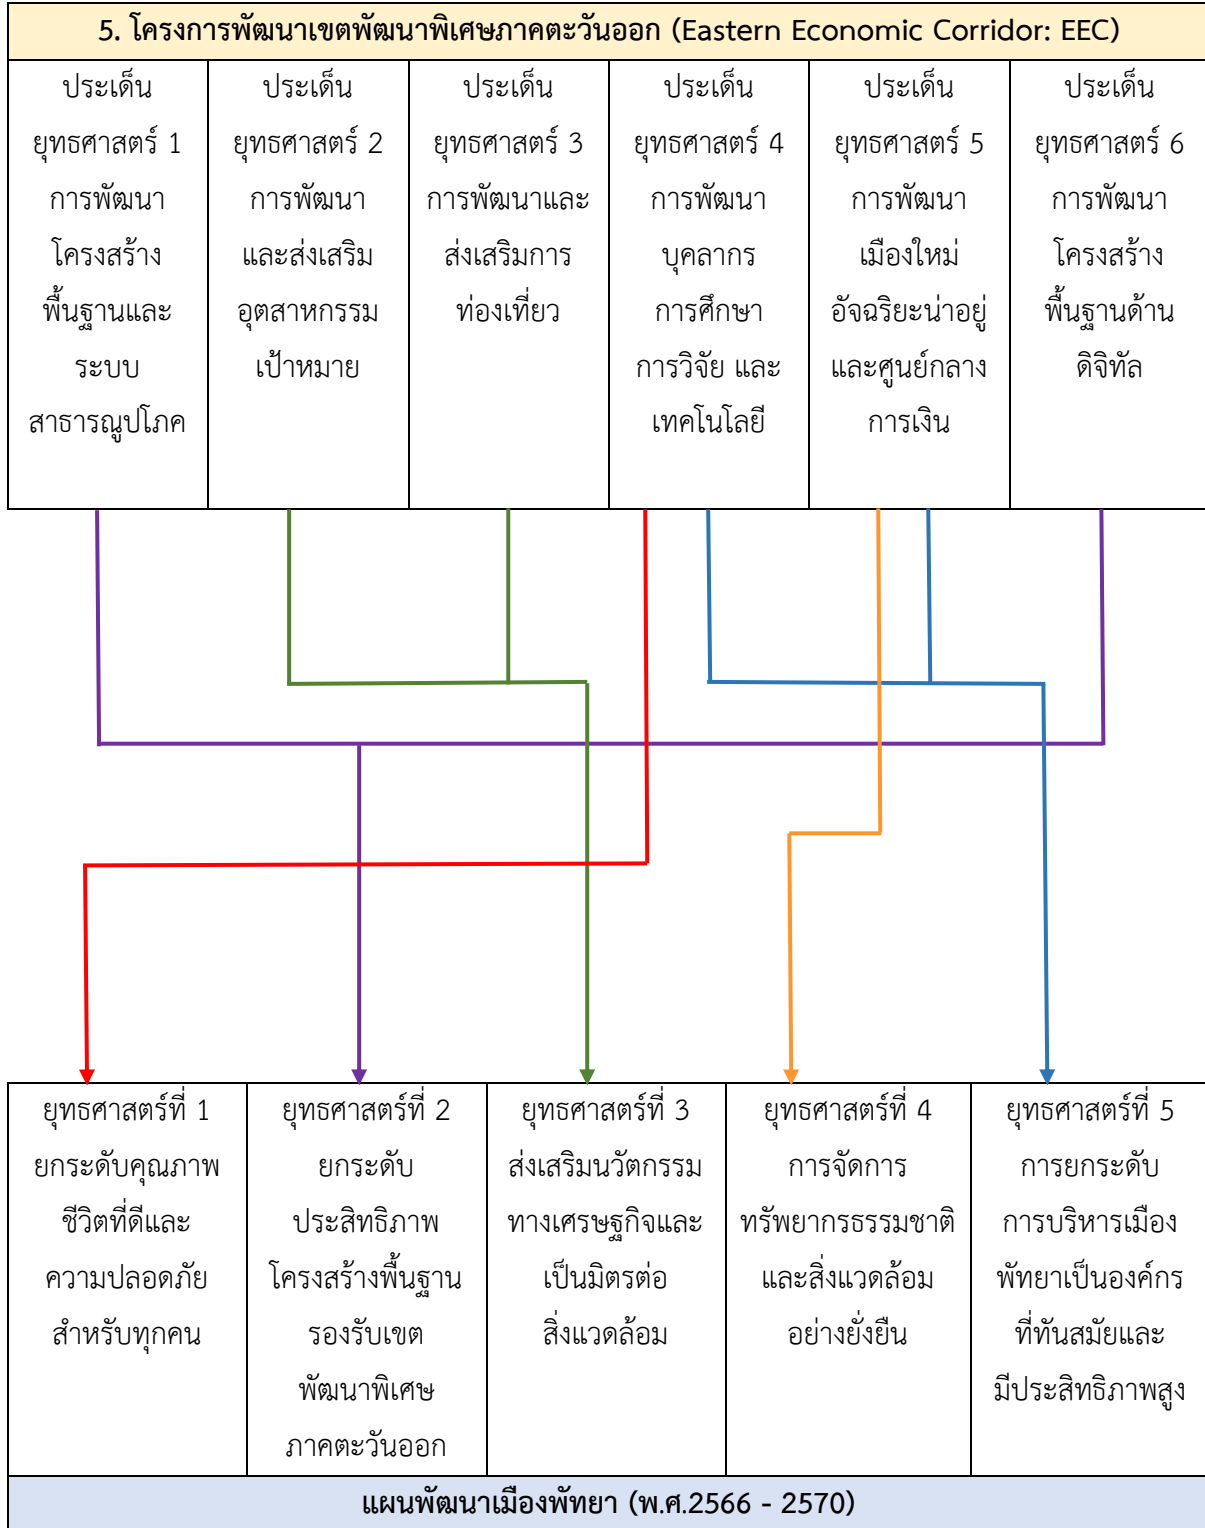 5. โครงการพัฒนาเขตพัฒนาพิเศษภาคตะวันออก (Eastern Economic Corridor: EEC)
ประเด็น
ยุทธศาสตร์ 1
การพัฒนา
โครงสร้าง
พื้นฐานและ
ระบบ
สาธารณูปโภค
ประเด็น
ยุทธศาสตร์ 2
การพัฒนา
และส่งเสริม
อุตสาหกรรม
เป้าหมาย
ประเด็น
ยุทธศาสตร์ 3
การพัฒนาและ
ส่งเสริมการ
ท่องเที่ยว
ประเด็น
ยุทธศาสตร์ 4
การพัฒนา
บุคลากร
การศึกษา
การวิจัย และ
เทคโนโลยี
ประเด็น
ยุทธศาสตร์ 5
การพัฒนา
เมืองใหม่
อัจฉริยะน่าอยู่
และศูนย์กลาง
การเงิน
ประเด็น
ยุทธศาสตร์ 6
การพัฒนา
โครงสร้าง
พื้นฐานด้าน
ดิจิทัล
ยุทธศาสตร์ที่ 1
ยกระดับคุณภาพ
ชีวิตที่ดีและ
ความปลอดภัย
สำหรับทุกคน
ยุทธศาสตร์ที่ 2
ยกระดับ
ประสิทธิภาพ
โครงสร้างพื้นฐาน
รองรับเขต
พัฒนาพิเศษ
ภาคตะวันออก
ยุทธศาสตร์ที่ 3
ส่งเสริมนวัตกรรม
ทางเศรษฐกิจและ
เป็นมิตรต่อ
สิ่งแวดล้อม
ยุทธศาสตร์ที่ 4
การจัดการ
ทรัพยากรธรรมชาติ
และสิ่งแวดล้อม
อย่างยั่งยืน
ยุทธศาสตร์ที่ 5
การยกระดับ
การบริหารเมือง
พัทยาเป็นองค์กร
ที่ทันสมัยและ
มีประสิทธิภาพสูง
แผนพัฒนาเมืองพัทยา (พ.ศ.2566 - 2570)